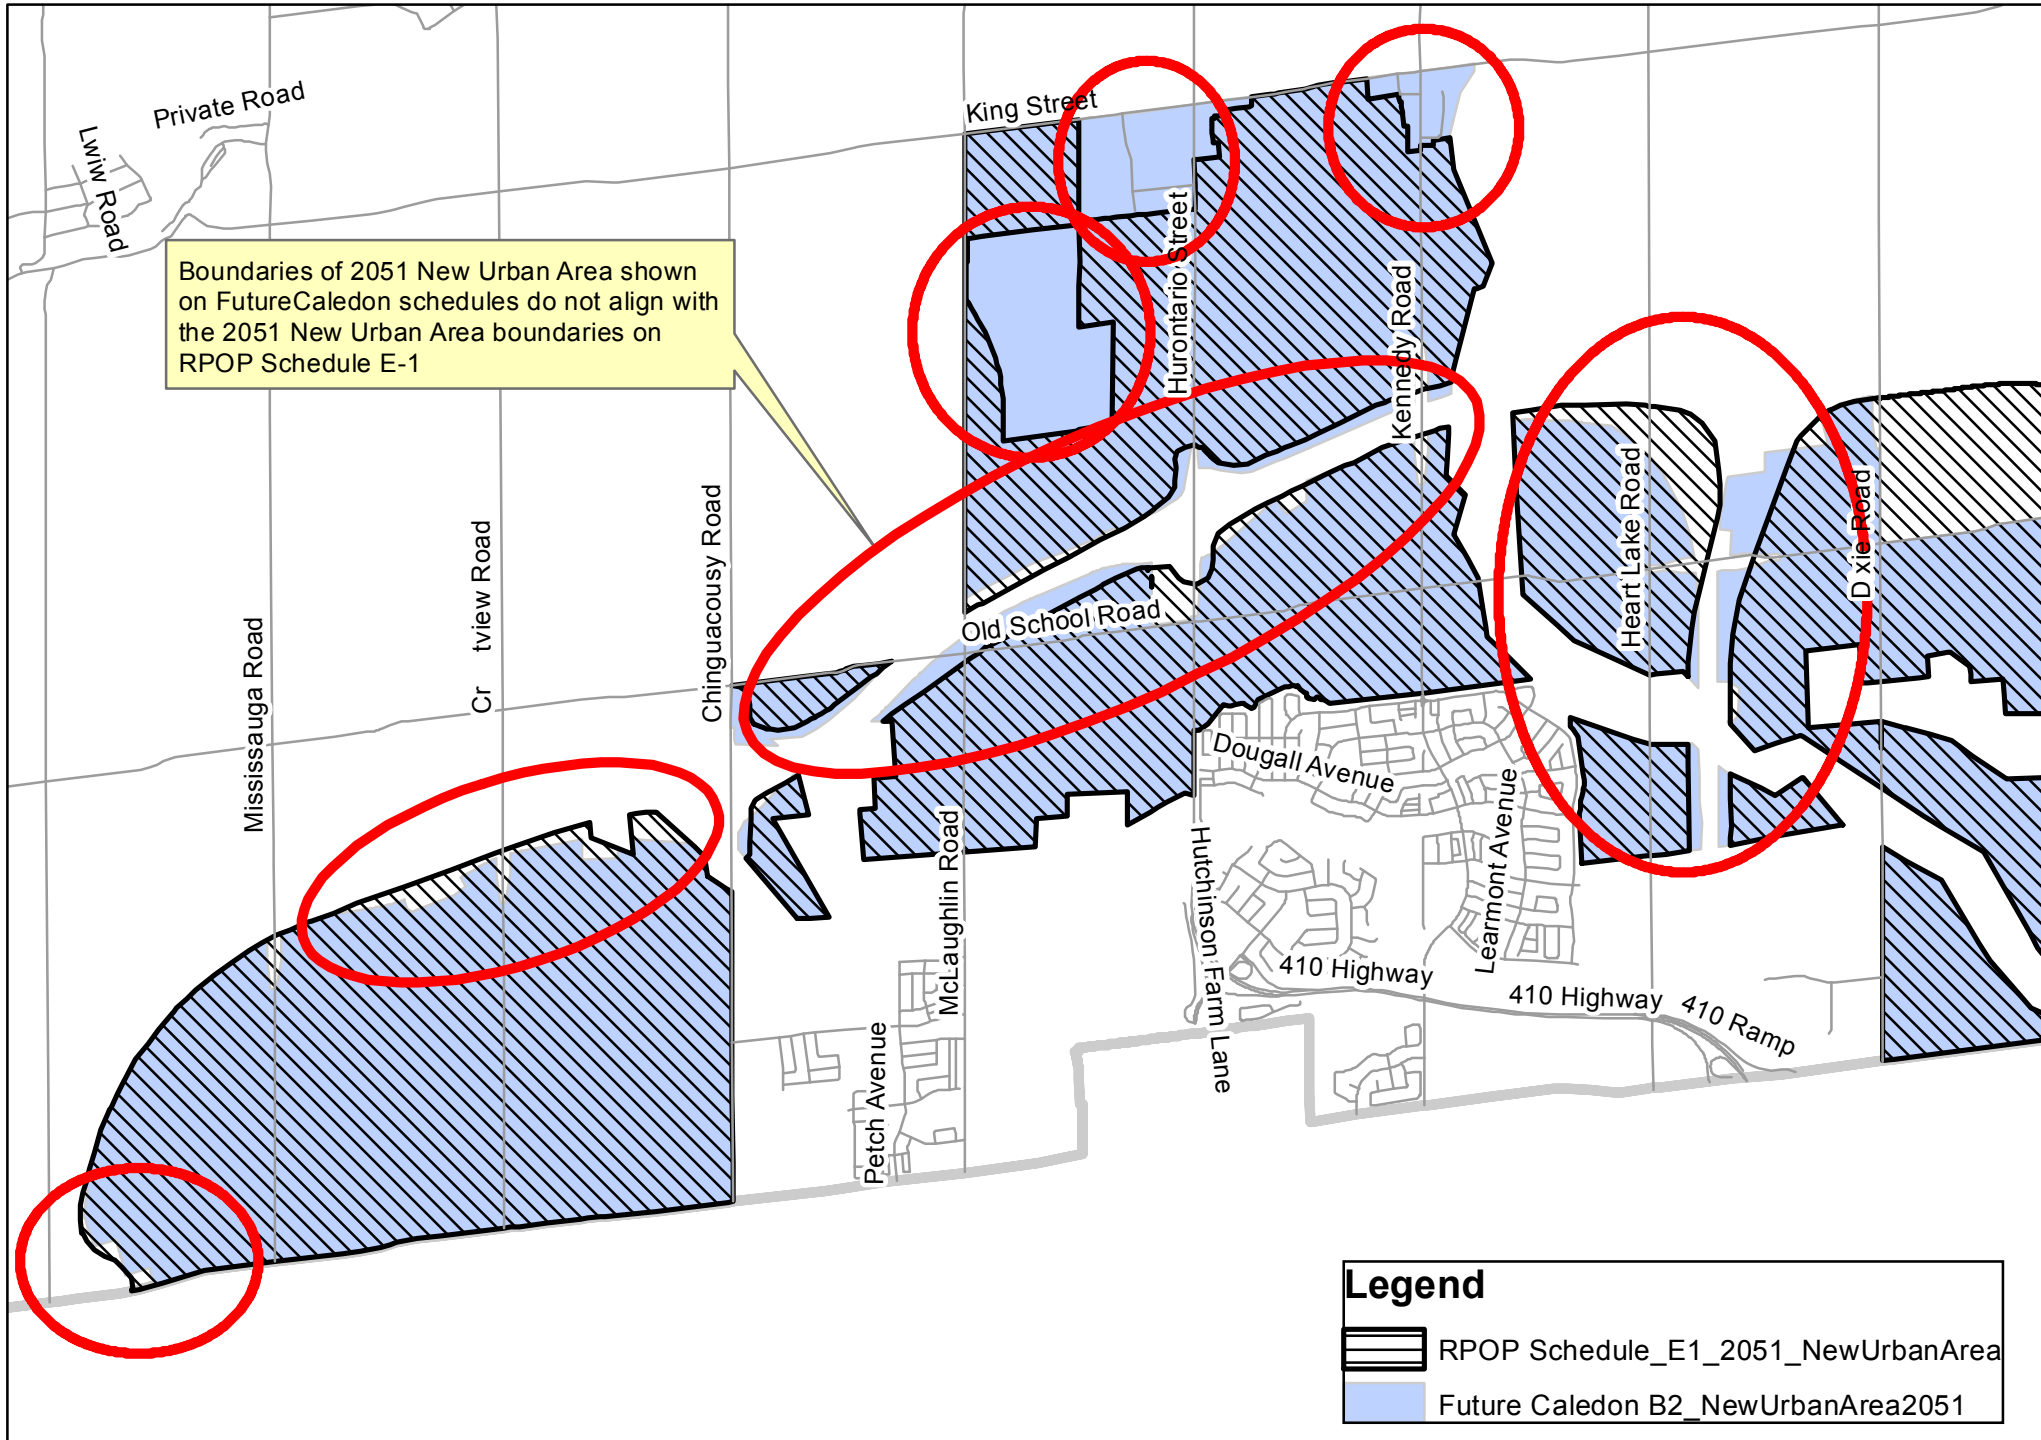 Private Road
Lwiw Road
King Street
Boundaries of 2051 New Urban Area shown
on FutureCaledon schedules do not align with
the 2051 New Urban Area boundaries on
RPOP Schedule E-1
Hurontario Street
Kennedy Road
Heart Lake Road
D xie Road
Mississauga Road
Cr tview Road
Chinguacousy Road
Old School Road
Dougall Avenue
Learmont Avenue
McLaughlin Road
Hutchinson Farm Lane
410 Highway
410 Highway
410 Ramp
Petch Avenue
Legend
RPOP Schedule_E1_2051_NewUrbanArea
Future Caledon B2_NewUrbanArea2051